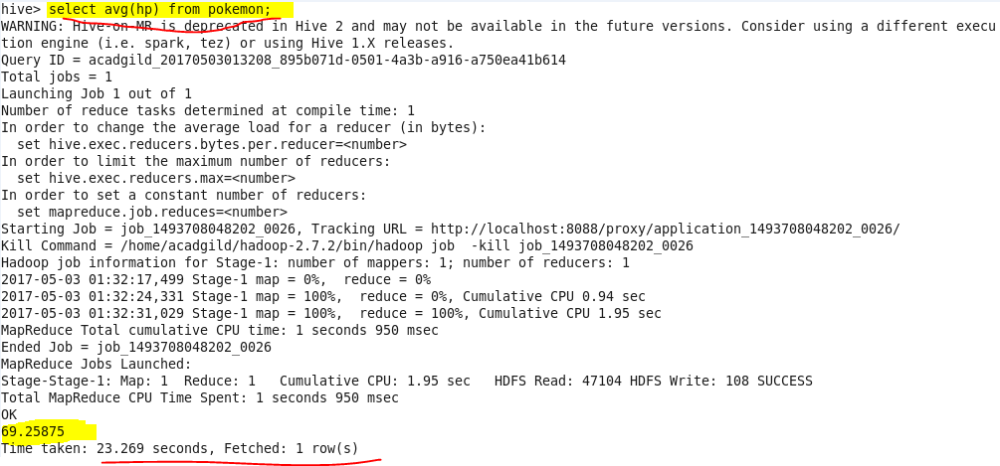 hive> select avg(hp) from pokemon;
WARNING: Hive-on-MR is deprecated in Hive 2 and may not be available in the future versions. Consider using a different execu
tion engine (i.e. spark, tez) or using Hive 1.X releases.
Query ID = acadgild_20170503013208_895b071d-0501-4a3b-a916-a750ea41b614
Total jobs = 1
Launching Job 1 out of 1
Number of reduce tasks determined at compile time: 1
In order to change the average load for a reducer (in bytes):
  set hive.exec.reducers.bytes.per.reducer=<number>
In order to limit the maximum number of reducers:
  set hive.exec.reducers.max=<number>
In order to set a constant number of reducers:
  set mapreduce.job.reduces=<number>
Starting Job = job_1493708048202_0026, Tracking URL = http://localhost:8088/proxy/application_1493708048202_0026/
Kill Command = /home/acadgild/hadoop-2.7.2/bin/hadoop job  -kill job_1493708048202_0026
Hadoop job information for Stage-1: number of mappers: 1; number of reducers: 1
2017-05-03 01:32:17,499 Stage-1 map = 0%,  reduce = 0%
2017-05-03 01:32:24,331 Stage-1 map = 100%,  reduce = 0%, Cumulative CPU 0.94 sec
2017-05-03 01:32:31,029 Stage-1 map = 100%,  reduce = 100%, Cumulative CPU 1.95 sec
MapReduce Total cumulative CPU time: 1 seconds 950 msec
Ended Job = job_1493708048202_0026
MapReduce Jobs Launched:
Stage-Stage-1: Map: 1  Reduce: 1   Cumulative CPU: 1.95 sec   HDFS Read: 47104 HDFS Write: 108 SUCCESS
Total MapReduce CPU Time Spent: 1 seconds 950 msec
OK
69.25875
Time taken: 23.269 seconds, Fetched: 1 row(s)